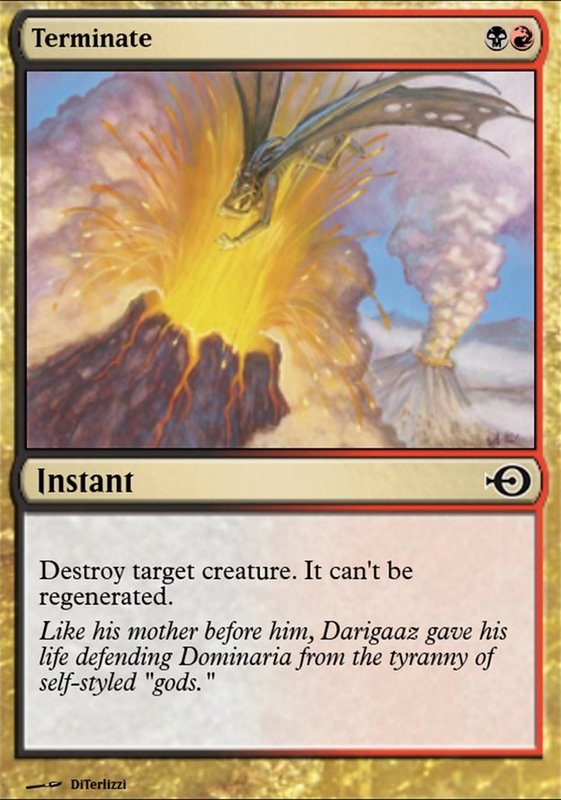 Terminate
Instant
Destroy target creature. It can't be
regenerated.
Like his mother before him, Darigaaz gave his
life defending Dominaria from the tyranny of
self-styled "gods."
DiTerlizzi